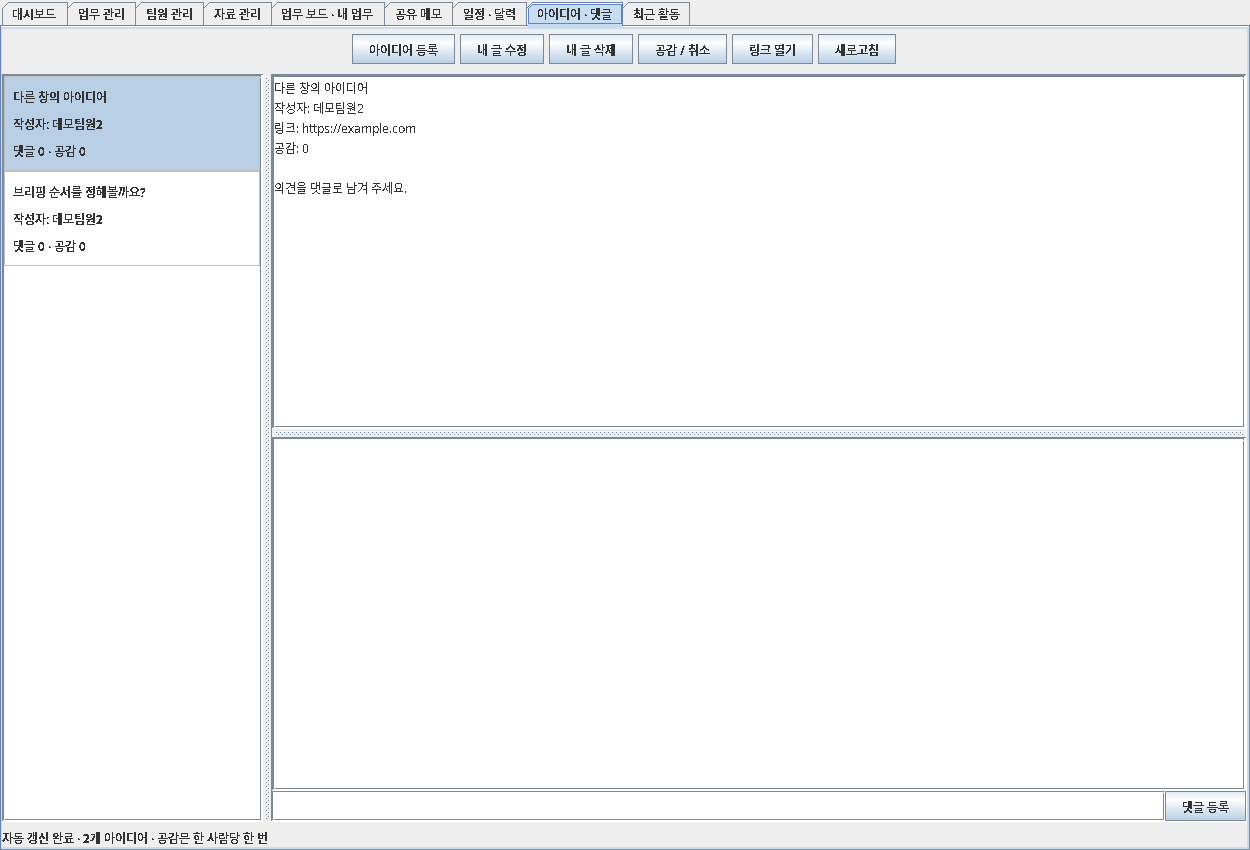 대시보드 업무 관리 팀원 관리 자료 관리 업무 보드 · 내 업무 공유 메모 일정 · 달력 아이디어 · 댓글 최근 활동
아이디어 등록 내 글 수정 내 글 삭제 공감 / 취소 링크 열기 새로고침
다른 창의 아이디어
작성자: 데모팀원2
댓글 0 · 공감 0
브리핑 순서를 정해볼까요?
작성자: 데모팀원2
댓글 0 · 공감 0
다른 창의 아이디어
작성자: 데모팀원2
링크: https://example.com
공감: 0
의견을 댓글로 남겨 주세요.
댓글 등록
자동 갱신 완료 · 2개 아이디어 · 공감은 한 사람당 한 번